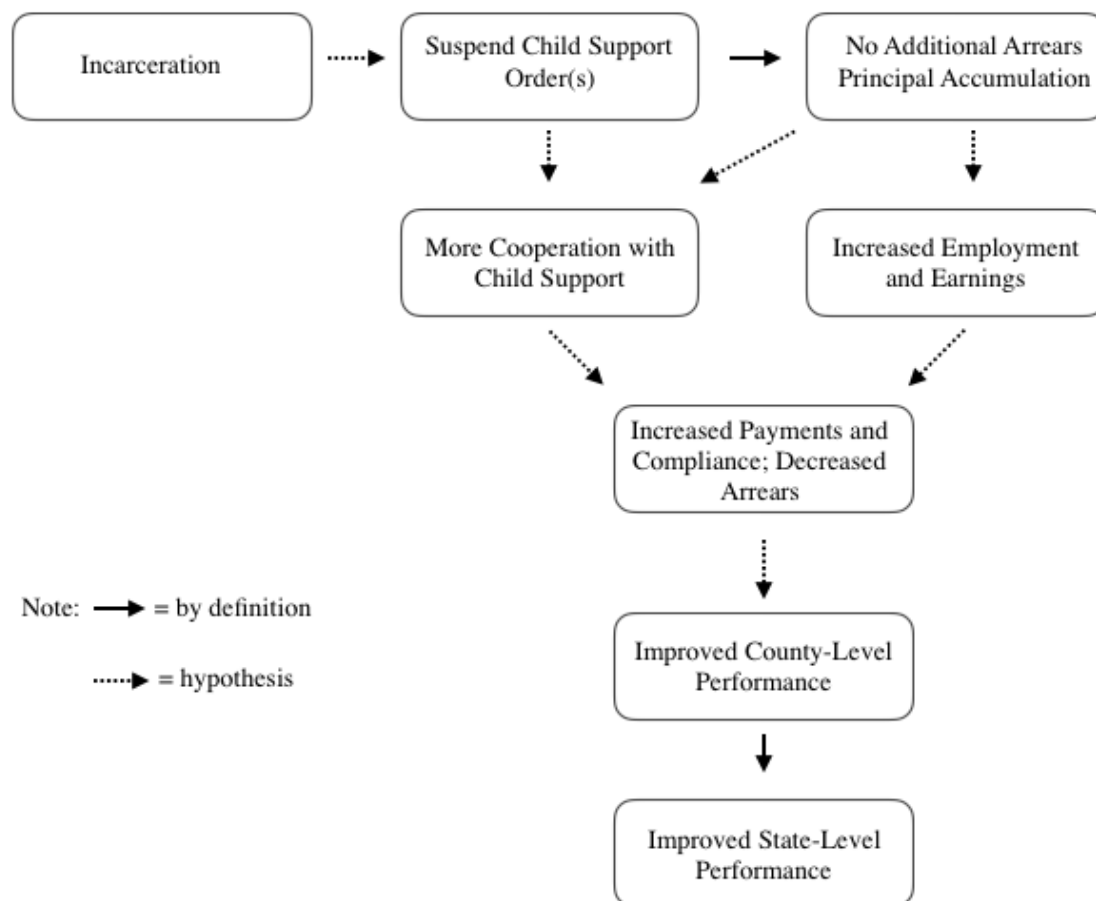 Incarceration
Suspend Child Support
Order(s)
No Additional Arrears
Principal Accumulation
More Cooperation with
Child Support
Increased Employment
and Earnings
Increased Payments and
Compliance; Decreased
Arrears
Note: = by definition
= hypothesis
Improved County-Level
Performance
Improved State-Level
Performance